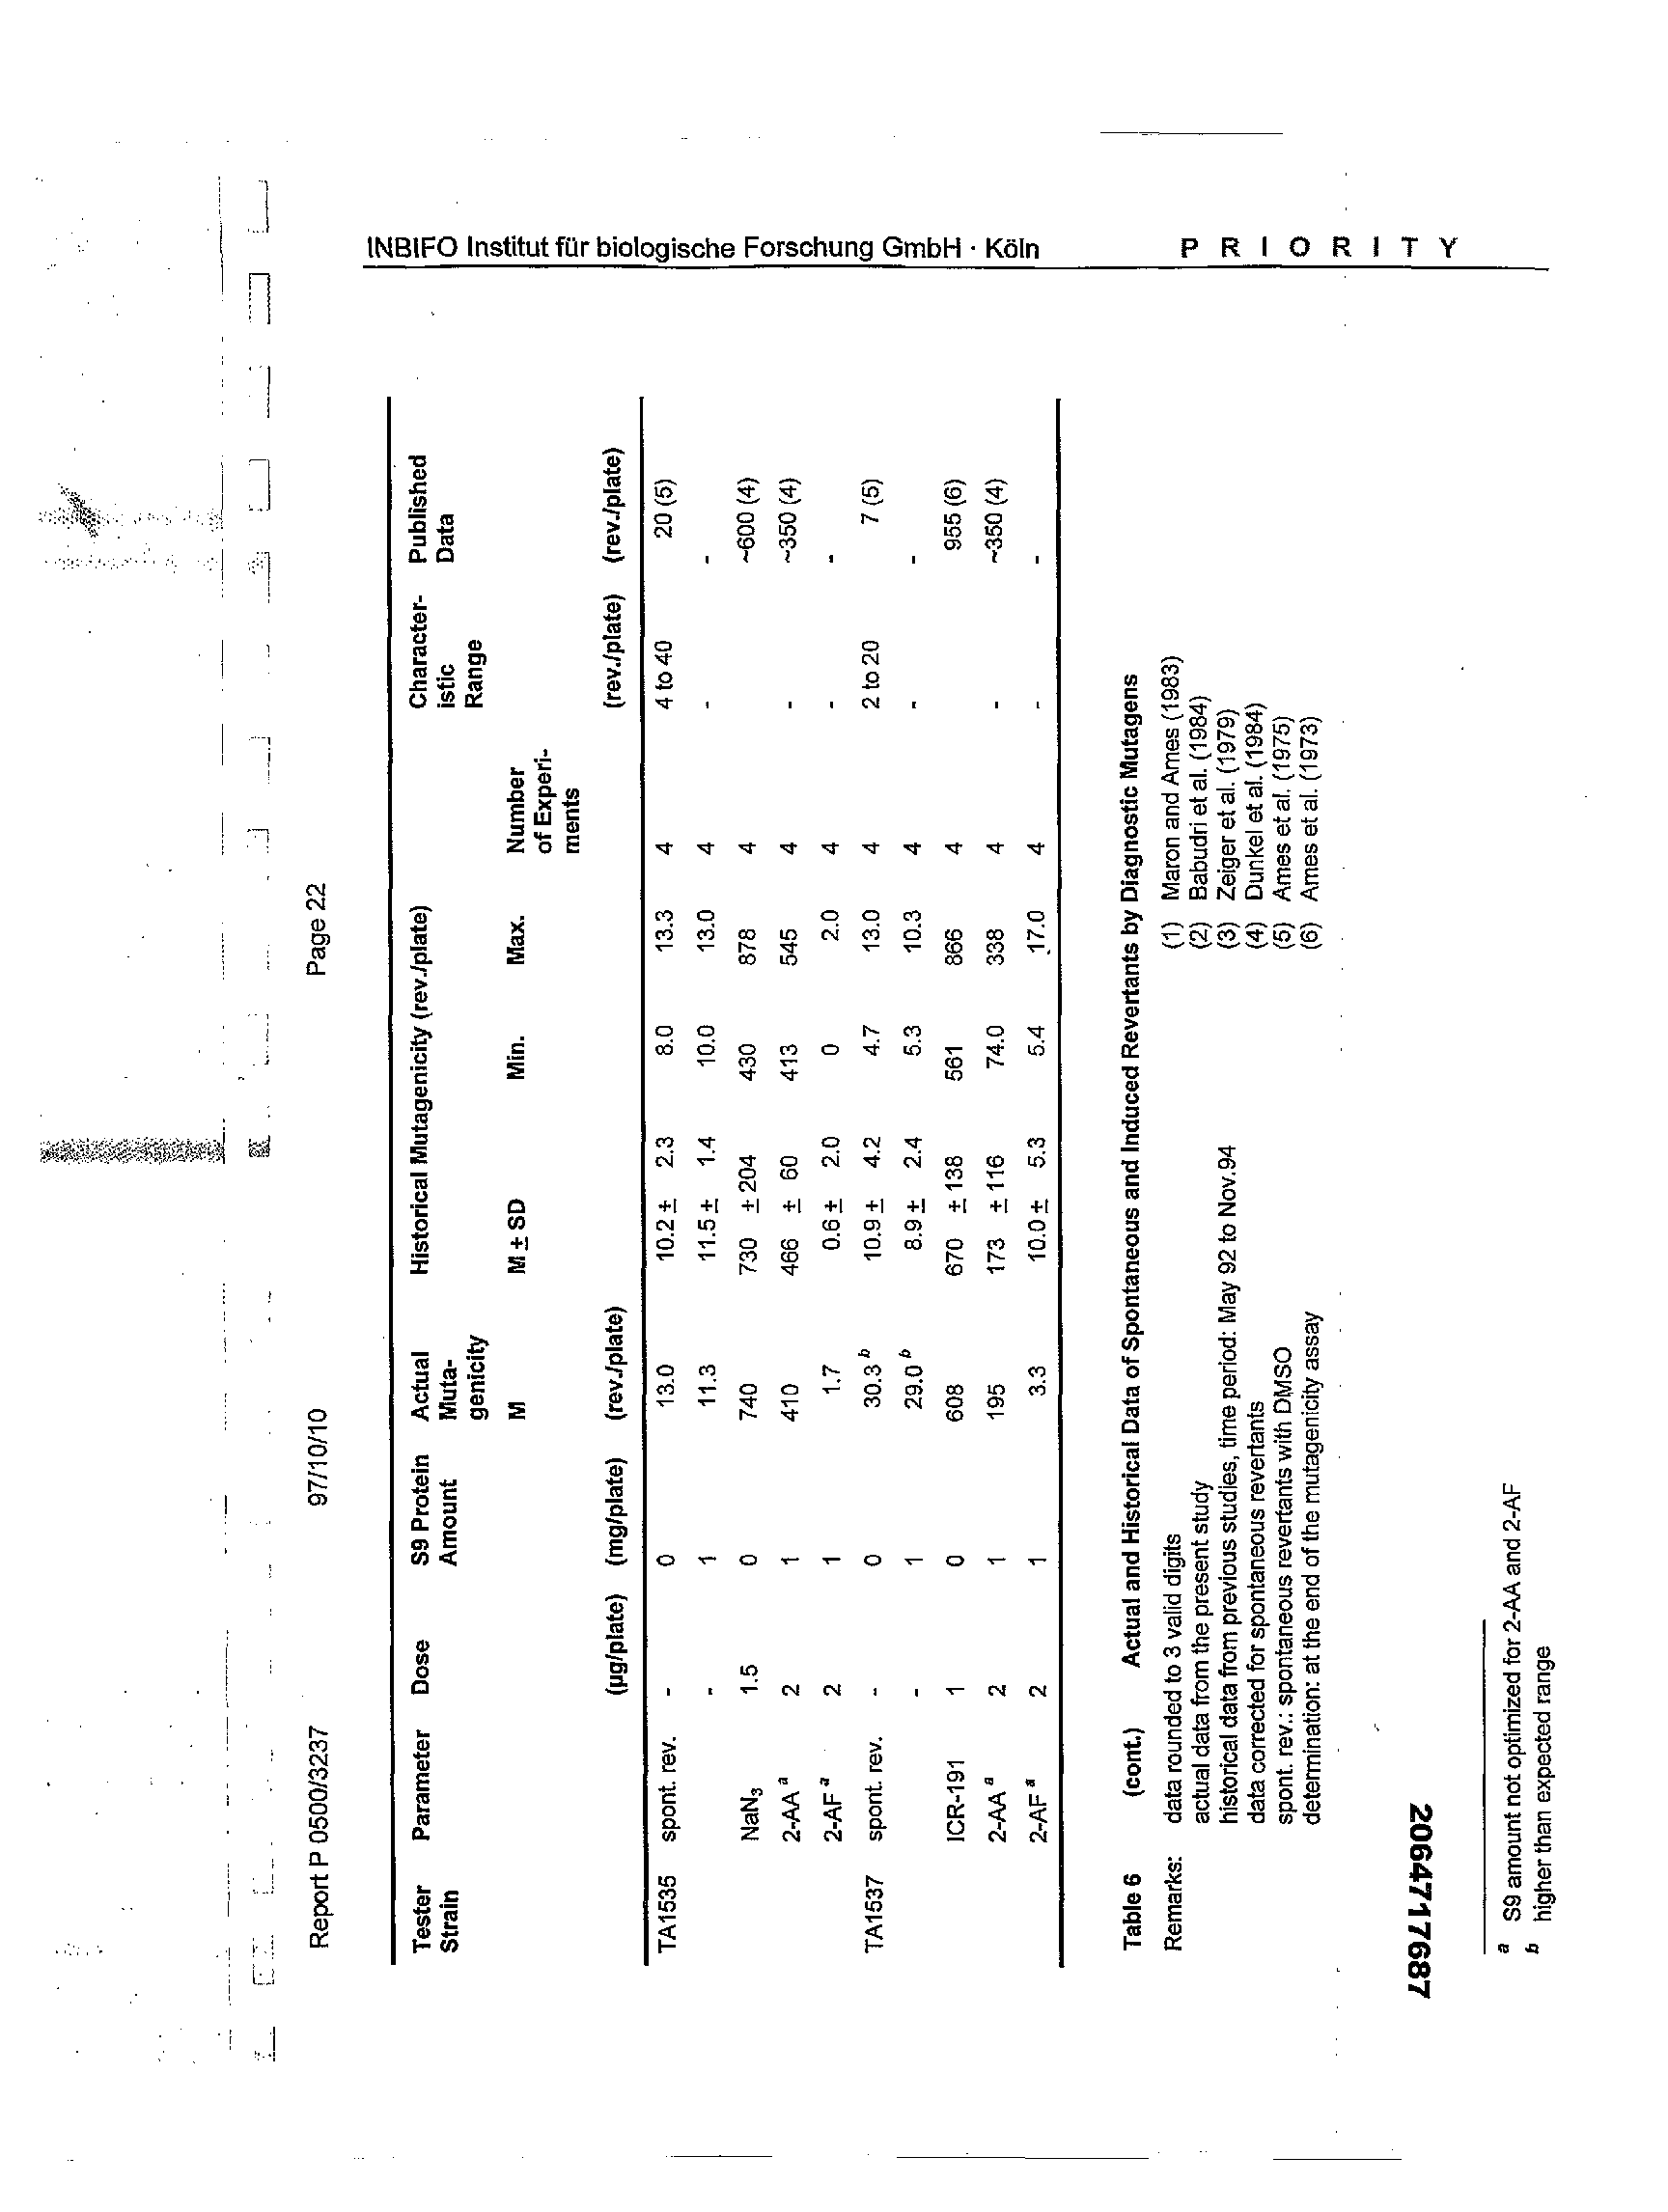 INBIFO Institut für biologische Forschung GmbH · Köln PRIORITY
Report P 0500/3237 97/10/10 Page 22
Tester Parameter Dose S9 Protein Actual Historical Mutagenicity (rev./plate) Character- Published
Strain Amount Muta- istic Data
genicity Range
M M ± SD Min. Max. Number
of Experi-
ments
(µg/plate) (mg/plate) (rev./plate) (rev./plate) (rev./plate)
TA1535 spont. rev. - 0 13.0 10.2 ± 2.3 8.0 13.3 4 4 to 40 20 (5)
- 1 11.3 11.5 ± 1.4 10.0 13.0 4 - -
NaN3 1.5 0 740 730 ± 204 430 878 4 ~600 (4)
2-AA a 2 1 410 466 ± 60 413 545 4 - ~350 (4)
2-AF a 2 1 1.7 0.6 ± 2.0 0 2.0 4 - -
TA1537 spont. rev. - 0 30.3 b 10.9 ± 4.2 4.7 13.0 4 2 to 20 7 (5)
- 1 29.0 b 8.9 ± 2.4 5.3 10.3 4 - -
ICR-191 1 0 608 670 ± 138 561 866 4 955 (6)
2-AA a 2 1 195 173 ± 116 74.0 338 4 - ~350 (4)
2-AF a 2 1 3.3 10.0 ± 5.3 5.4 17.0 4 - -
Table 6 (cont.) Actual and Historical Data of Spontaneous and Induced Revertants by Diagnostic Mutagens
Remarks: data rounded to 3 valid digits (1) Maron and Ames (1983)
actual data from the present study (2) Babudri et al. (1984)
historical data from previous studies, time period: May 92 to Nov.94 (3) Zeiger et al. (1979)
data corrected for spontaneous revertants (4) Dunkel et al. (1984)
spont. rev.: spontaneous revertants with DMSO (5) Ames et al. (1975)
determination: at the end of the mutagenicity assay (6) Ames et al. (1973)
2064717687
a S9 amount not optimized for 2-AA and 2-AF
b higher than expected range